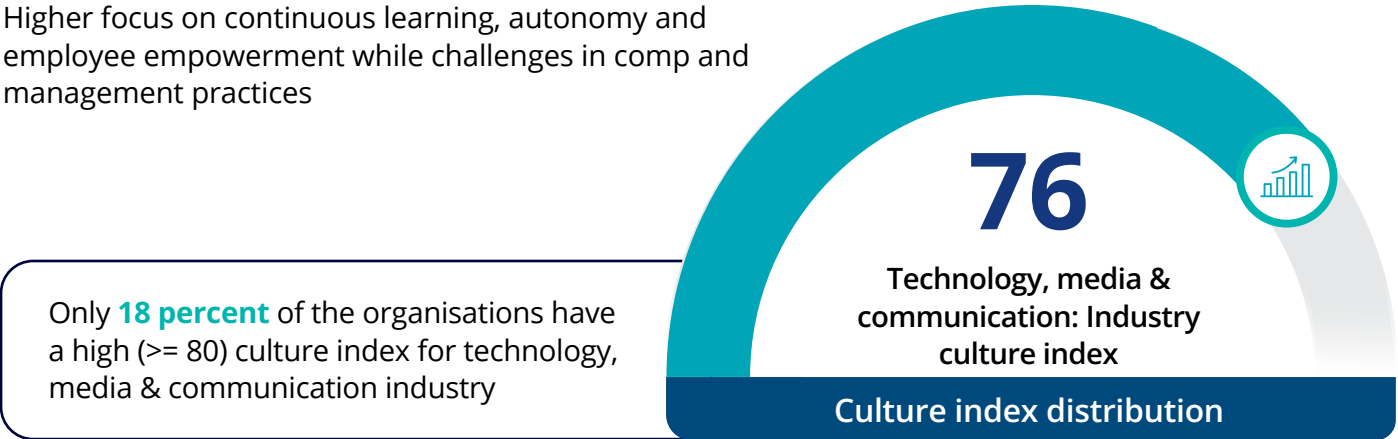 Higher focus on continuous learning, autonomy and
employee empowerment while challenges in comp and
management practices
Only 18 percent of the organisations have
a high (>= 80) culture index for technology,
media & communication industry
76
Technology, media &
communication: Industry
culture index
Culture index distribution